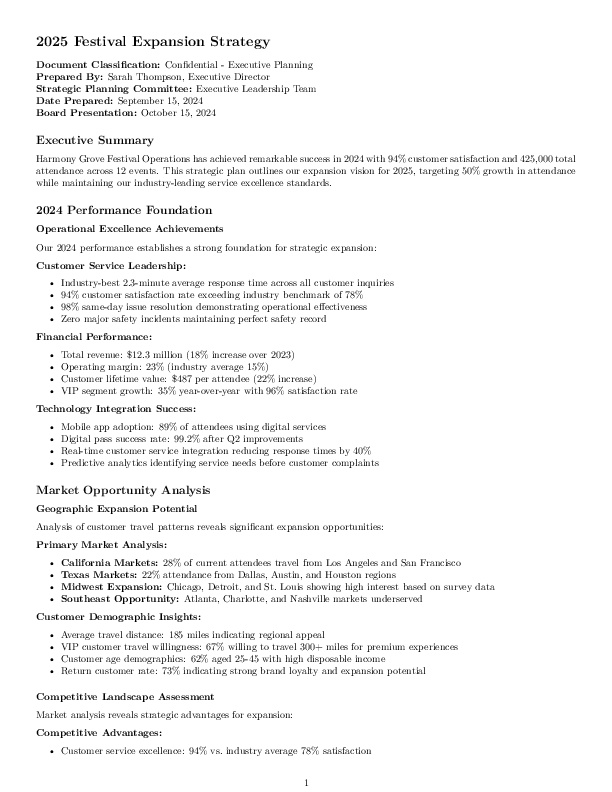 2025 Festival Expansion Strategy
Document Classification: Confidential - Executive Planning
Prepared By: Sarah Thompson, Executive Director
Strategic Planning Committee: Executive Leadership Team
Date Prepared: September 15, 2024
Board Presentation: October 15, 2024
Executive Summary
Harmony Grove Festival Operations has achieved remarkable success in 2024 with 94% customer satisfaction and 425,000 total
attendance across 12 events. This strategic plan outlines our expansion vision for 2025, targeting 50% growth in attendance
while maintaining our industry-leading service excellence standards.
2024 Performance Foundation
Operational Excellence Achievements
Our 2024 performance establishes a strong foundation for strategic expansion:
Customer Service Leadership:
• Industry-best 2.3-minute average response time across all customer inquiries
• 94% customer satisfaction rate exceeding industry benchmark of 78%
• 98% same-day issue resolution demonstrating operational effectiveness
• Zero major safety incidents maintaining perfect safety record
Financial Performance:
• Total revenue: $12.3 million (18% increase over 2023)
• Operating margin: 23% (industry average 15%)
• Customer lifetime value: $487 per attendee (22% increase)
• VIP segment growth: 35% year-over-year with 96% satisfaction rate
Technology Integration Success:
• Mobile app adoption: 89% of attendees using digital services
• Digital pass success rate: 99.2% after Q2 improvements
• Real-time customer service integration reducing response times by 40%
• Predictive analytics identifying service needs before customer complaints
Market Opportunity Analysis
Geographic Expansion Potential
Analysis of customer travel patterns reveals significant expansion opportunities:
Primary Market Analysis:
• California Markets: 28% of current attendees travel from Los Angeles and San Francisco
• Texas Markets: 22% attendance from Dallas, Austin, and Houston regions
• Midwest Expansion: Chicago, Detroit, and St. Louis showing high interest based on survey data
• Southeast Opportunity: Atlanta, Charlotte, and Nashville markets underserved
Customer Demographic Insights:
• Average travel distance: 185 miles indicating regional appeal
• VIP customer travel willingness: 67% willing to travel 300+ miles for premium experiences
• Customer age demographics: 62% aged 25-45 with high disposable income
• Return customer rate: 73% indicating strong brand loyalty and expansion potential
Competitive Landscape Assessment
Market analysis reveals strategic advantages for expansion:
Competitive Advantages:
• Customer service excellence: 94% vs. industry average 78% satisfaction
1